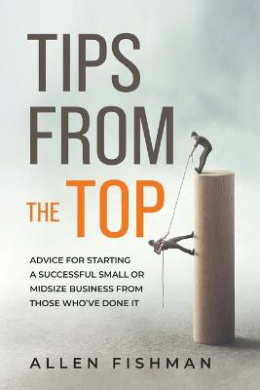 TIPS
FROM
THE TOP
ADVICE FOR STARTING
A SUCCESSFUL SMALL OR
MIDSIZE BUSINESS FROM
THOSE WHO'VE DONE IT
ALLEN FISHMAN